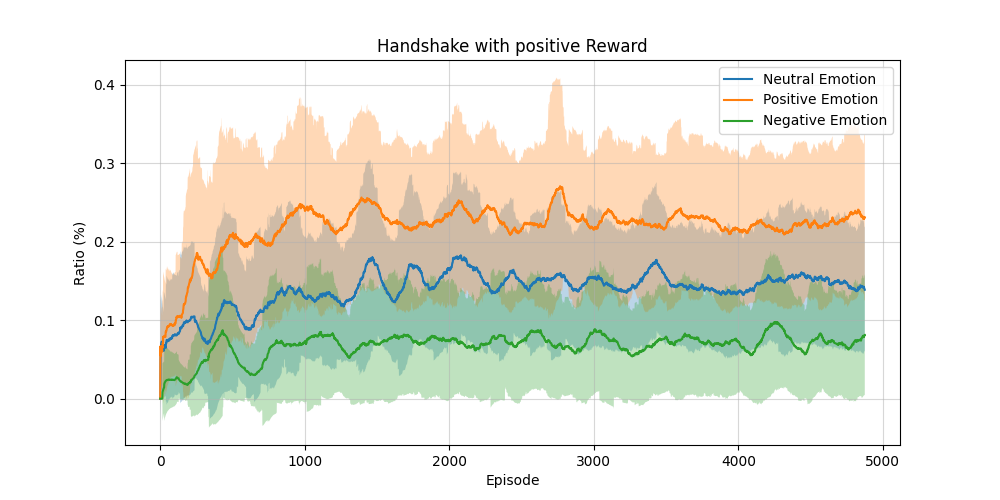 Handshake with positive Reward
Neutral Emotion
Positive Emotion
Negative Emotion
Ratio (%)
0.4
0.3
0.2
0.1
0.0
0 1000 2000 3000 4000 5000
Episode